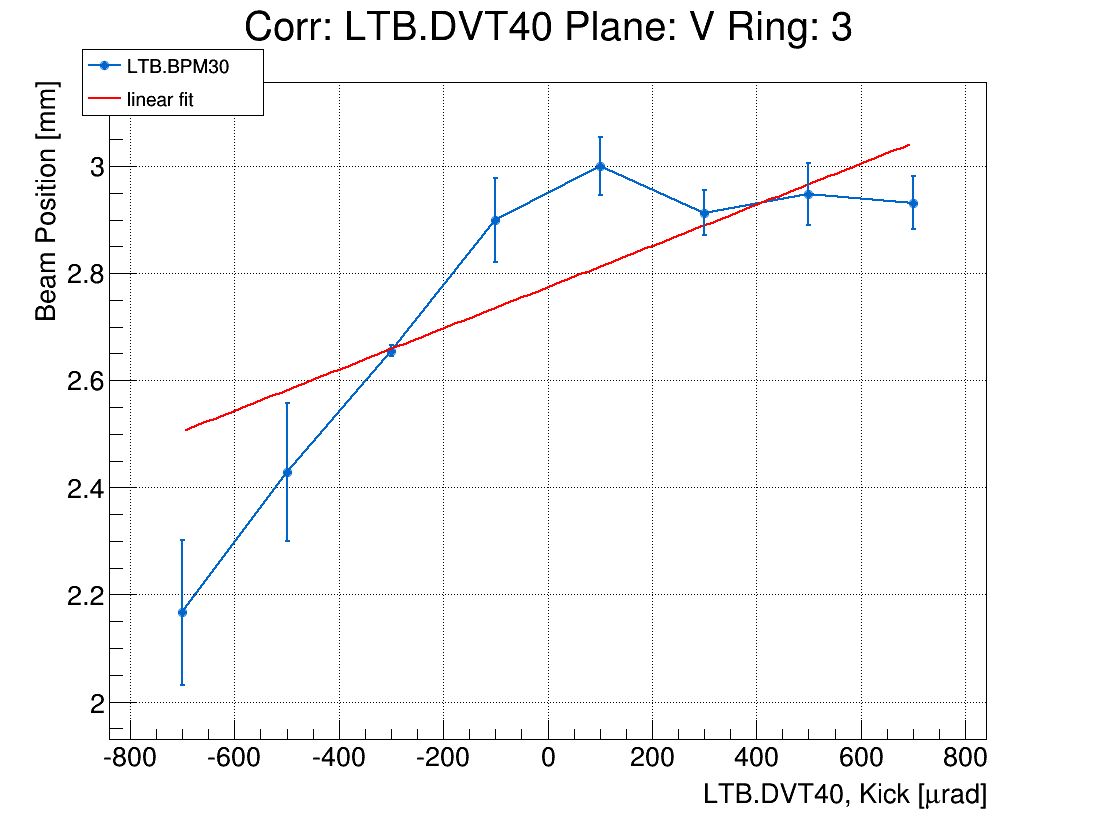 Corr: LTB.DVT40 Plane: V Ring: 3
LTB.BPM30
linear fit
Beam Position [mm]
3
2.8
2.6
2.4
2.2
2
-800 -600 -400 -200 0 200 400 600 800
LTB.DVT40, Kick [μrad]